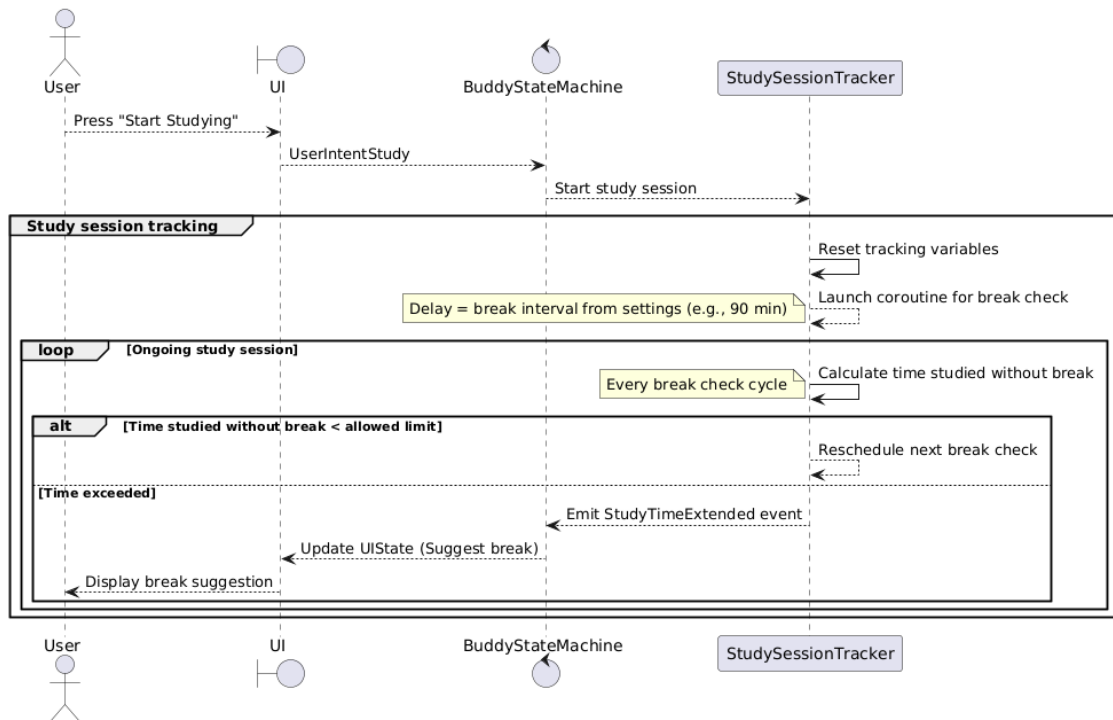 User
UI
BuddyStateMachine
StudySessionTracker
Press "Start Studying"
UserIntentStudy
Start study session
Study session tracking
Reset tracking variables
Delay = break interval from settings (e.g., 90 min)
Launch coroutine for break check
loop [Ongoing study session]
Every break check cycle
Calculate time studied without break
alt [Time studied without break < allowed limit]
Reschedule next break check
[Time exceeded]
Emit StudyTimeExtended event
Update UIState (Suggest break)
Display break suggestion
User
UI
BuddyStateMachine
StudySessionTracker